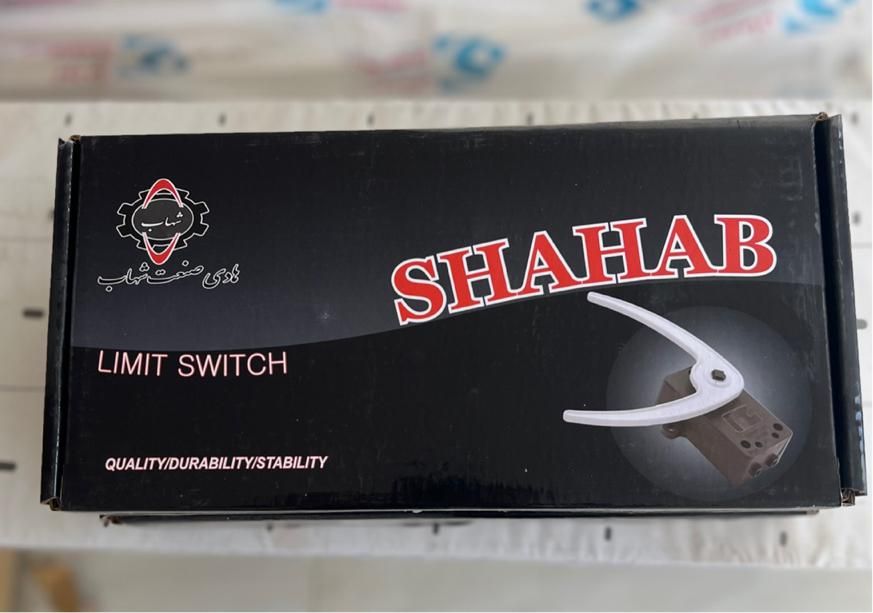 شهاب
هادی صنعت شهاب
SHAHAB
LIMIT SWITCH
QUALITY/DURABILITY/STABILITY